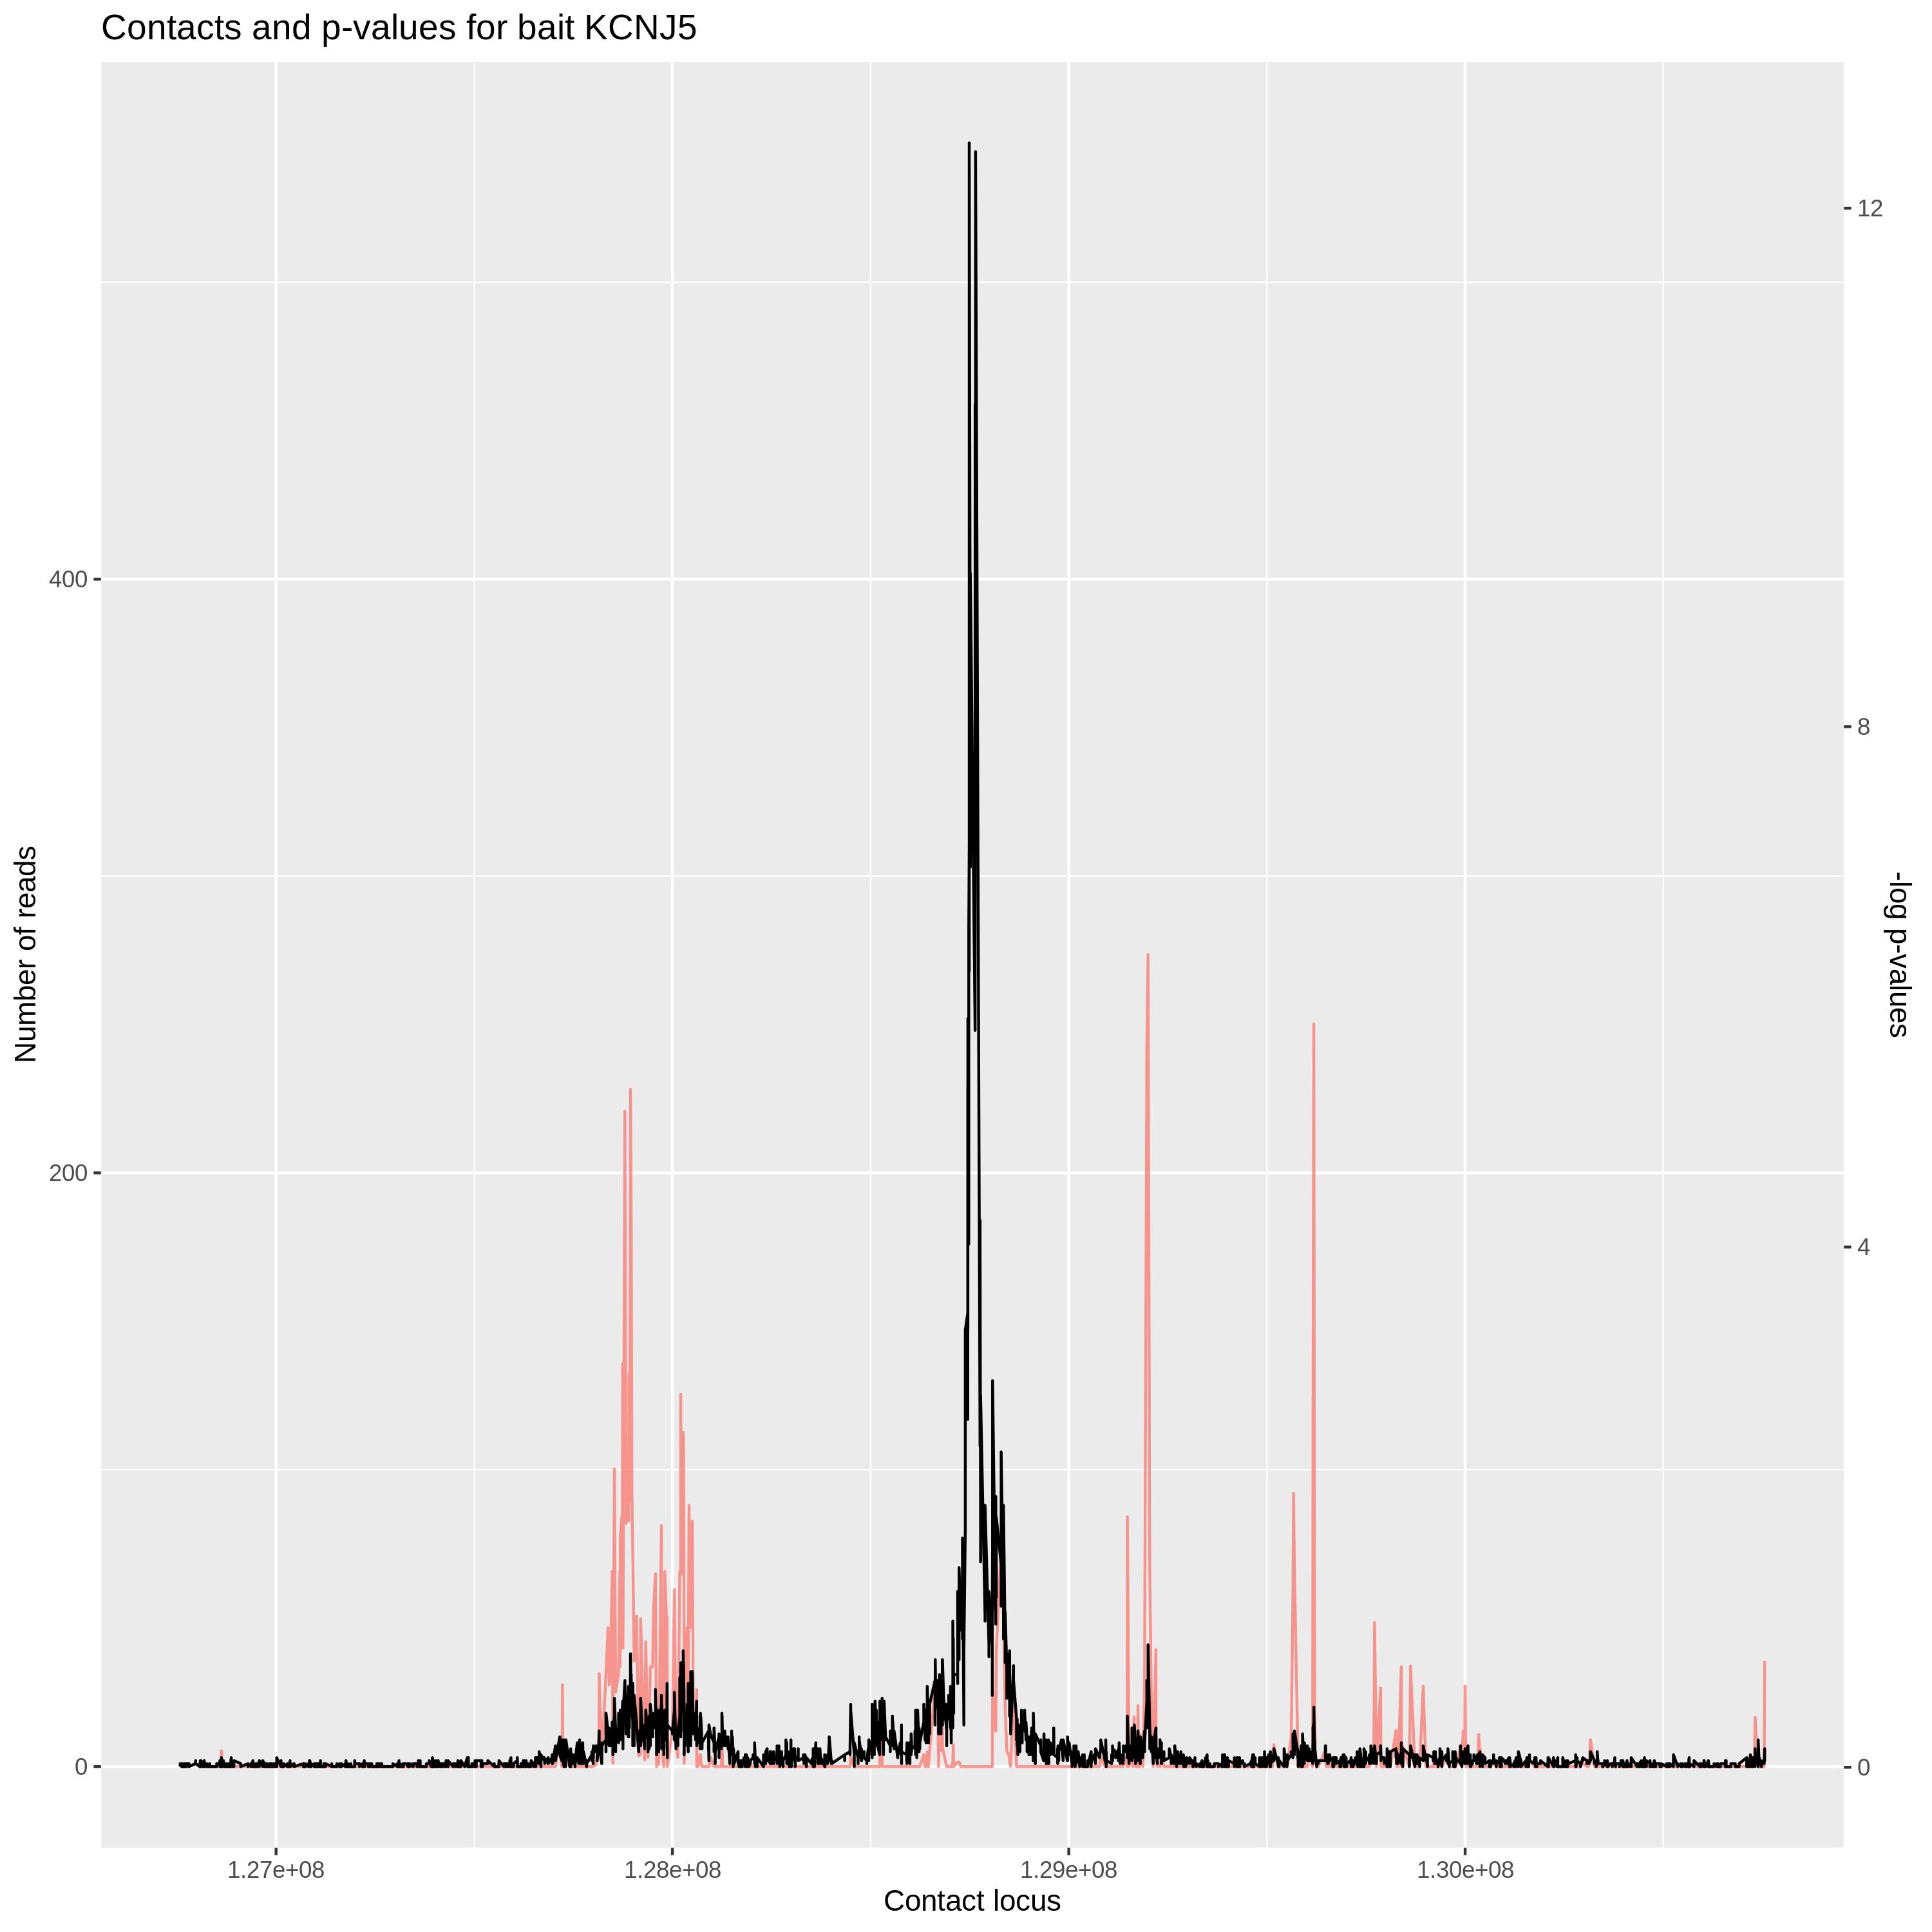 Contacts and p-values for bait KCNJ5
12
400
8
Number of reads
-log p-values
200
4
0
0
1.27e+08
1.28e+08
1.29e+08
1.30e+08
Contact locus